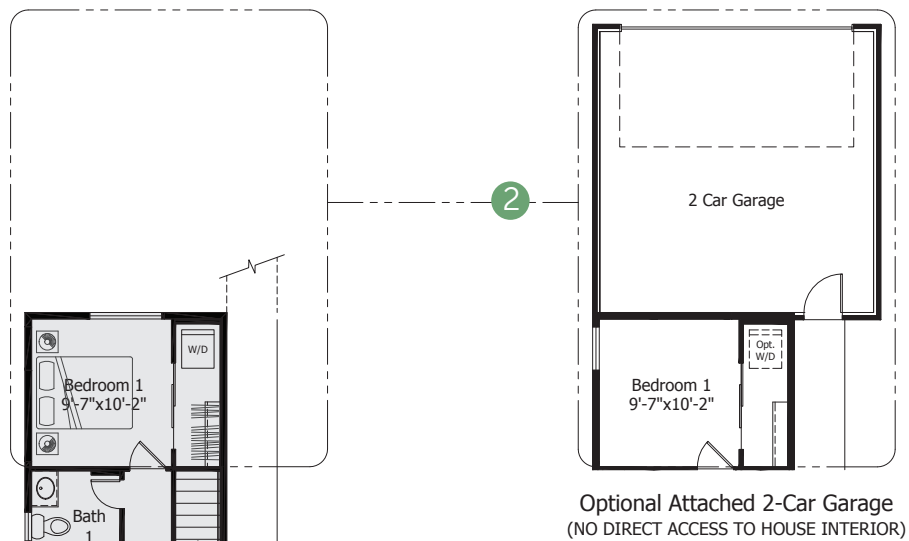 2
2 Car Garage
W/D
Bedroom 1
9'-7"x10'-2"
Opt.
W/D
Bedroom 1
9'-7"x10'-2"
Bath
1
Optional Attached 2-Car Garage
(NO DIRECT ACCESS TO HOUSE INTERIOR)